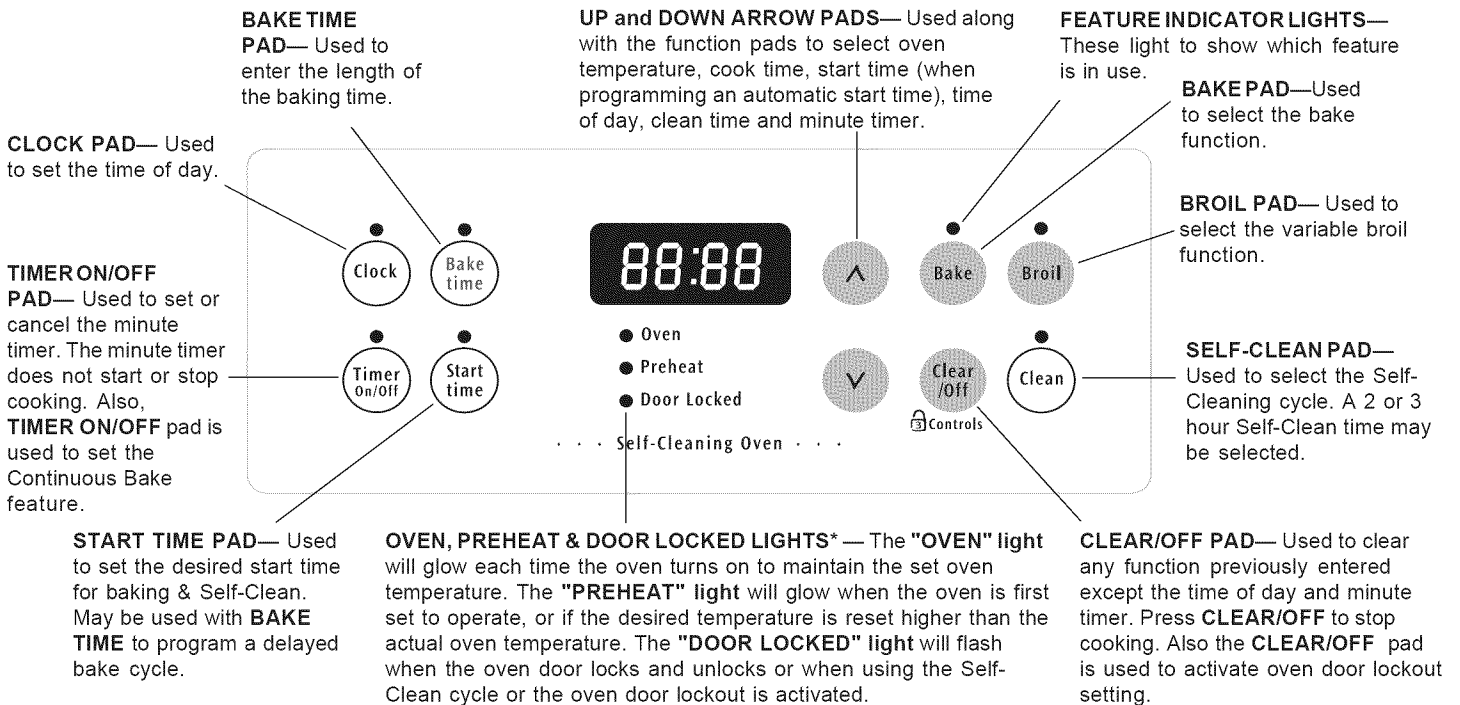 BAKE TIME
PAD— Used to
enter the length of
the baking time.
UP and DOWN ARROW PADS— Used along
with the function pads to select oven
temperature, cook time, start time (when
programming an automatic start time), time
of day, clean time and minute timer.
FEATURE INDICATOR LIGHTS—
These light to show which feature
is in use.
BAKE PAD—Used
to select the bake
function.
CLOCK PAD— Used
to set the time of day.
BROIL PAD— Used to
select the variable broil
function.
TIMER ON/OFF
PAD— Used to set or
cancel the minute
timer. The minute timer
does not start or stop
cooking. Also,
TIMER ON/OFF pad is
used to set the
Continuous Bake
feature.
Clock
Bake
time
88:88
^
Bake
Broil
Timer
On/Off
Start
time
Oven
Preheat
Door Locked
v
Clear
/Off
Clean
3 Controls
· · · Self-Cleaning Oven · · ·
SELF-CLEAN PAD—
Used to select the Self-
Cleaning cycle. A 2 or 3
hour Self-Clean time may
be selected.
START TIME PAD— Used
to set the desired start time
for baking & Self-Clean.
May be used with BAKE
TIME to program a delayed
bake cycle.
OVEN, PREHEAT & DOOR LOCKED LIGHTS* — The "OVEN" light
will glow each time the oven turns on to maintain the set oven
temperature. The "PREHEAT" light will glow when the oven is first
set to operate, or if the desired temperature is reset higher than the
actual oven temperature. The "DOOR LOCKED" light will flash
when the oven door locks and unlocks or when using the Self-
Clean cycle or the oven door lockout is activated.
CLEAR/OFF PAD— Used to clear
any function previously entered
except the time of day and minute
timer. Press CLEAR/OFF to stop
cooking. Also the CLEAR/OFF pad
is used to activate oven door lockout
setting.